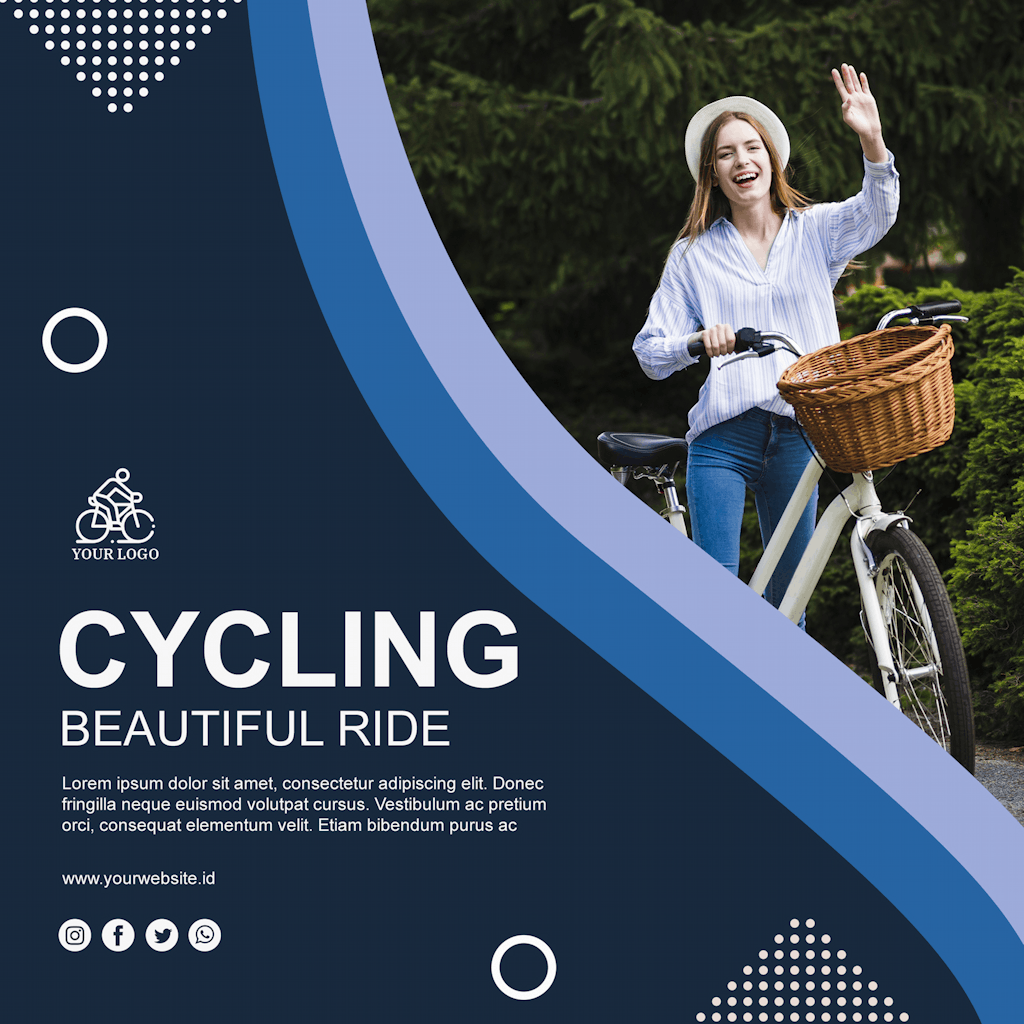 YOUR LOGO
CYCLING
BEAUTIFUL RIDE
Lorem ipsum dolor sit amet, consectetur adipiscing elit. Donec
fringilla neque euismod volutpat cursus. Vestibulum ac pretium
orci, consequat elementum velit. Etiam bibendum purus ac
www.yourwebsite.id